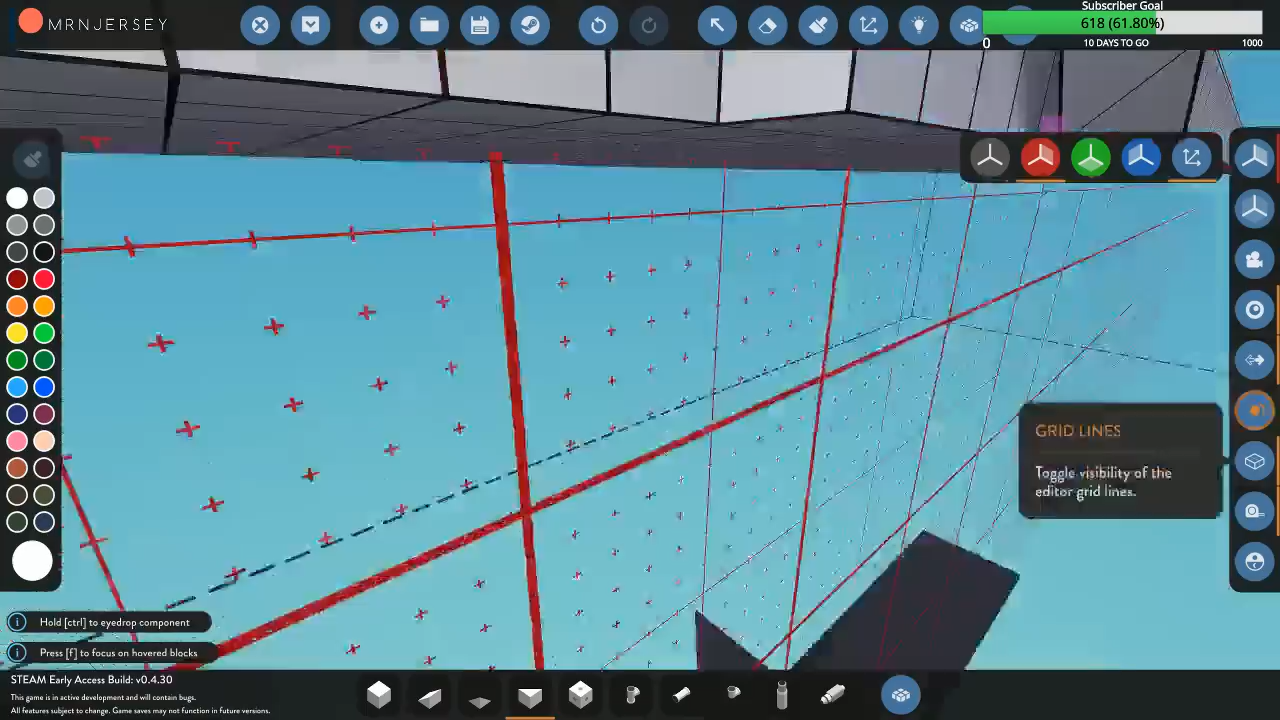 MRNJERSEY
Subscriber Goal
618 (61.80%)
0
10 DAYS TO GO
1000
GRID LINES
Toggle visibility of the
editor grid lines.
Hold [ctrl] to eyedrop component
Press [f] to focus on hovered blocks
STEAM Early Access Build: v0.4.30
This game is in active development and will contain bugs.
All features subject to change. Game saves may not function in future versions.